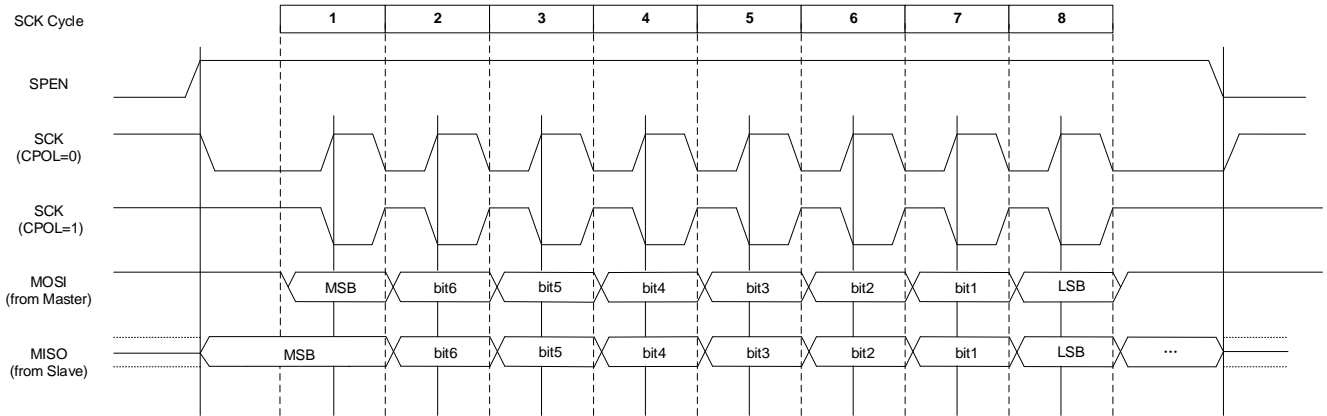 SCK Cycle 1 2 3 4 5 6 7 8
SPEN
SCK
(CPOL=0)
SCK
(CPOL=1)
MOSI
(from Master)
MSB bit6 bit5 bit4 bit3 bit2 bit1 LSB
MISO
(from Slave)
MSB bit6 bit5 bit4 bit3 bit2 bit1 LSB ...